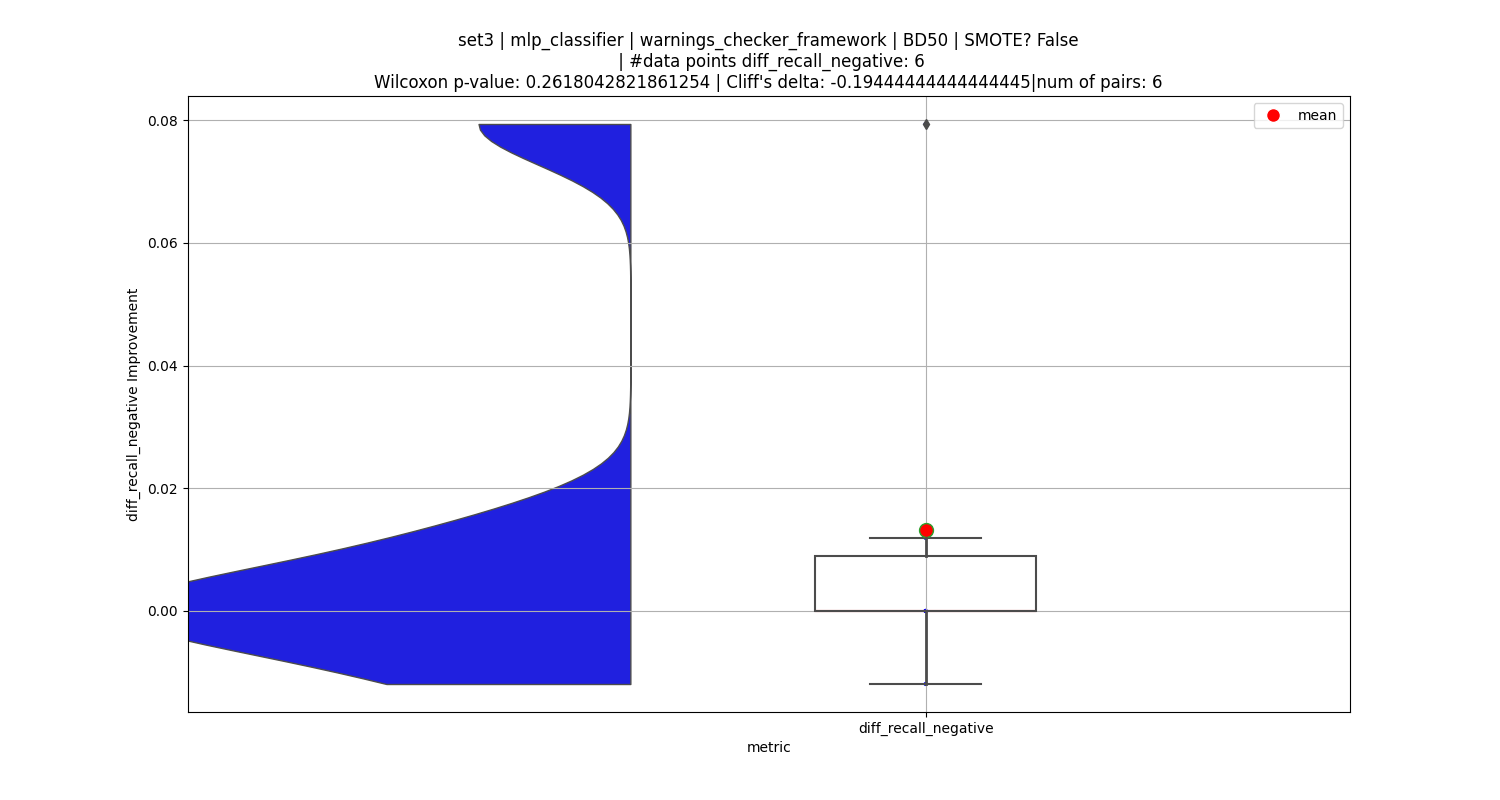 set3 | mlp_classifier | warnings_checker_framework | BD50 | SMOTE? False
| #data points diff_recall_negative: 6
Wilcoxon p-value: 0.2618042821861254 | Cliff's delta: -0.19444444444444445|num of pairs: 6
mean
0.08
0.06
0.04
0.02
0.00
diff_recall_negative Improvement
diff_recall_negative
metric